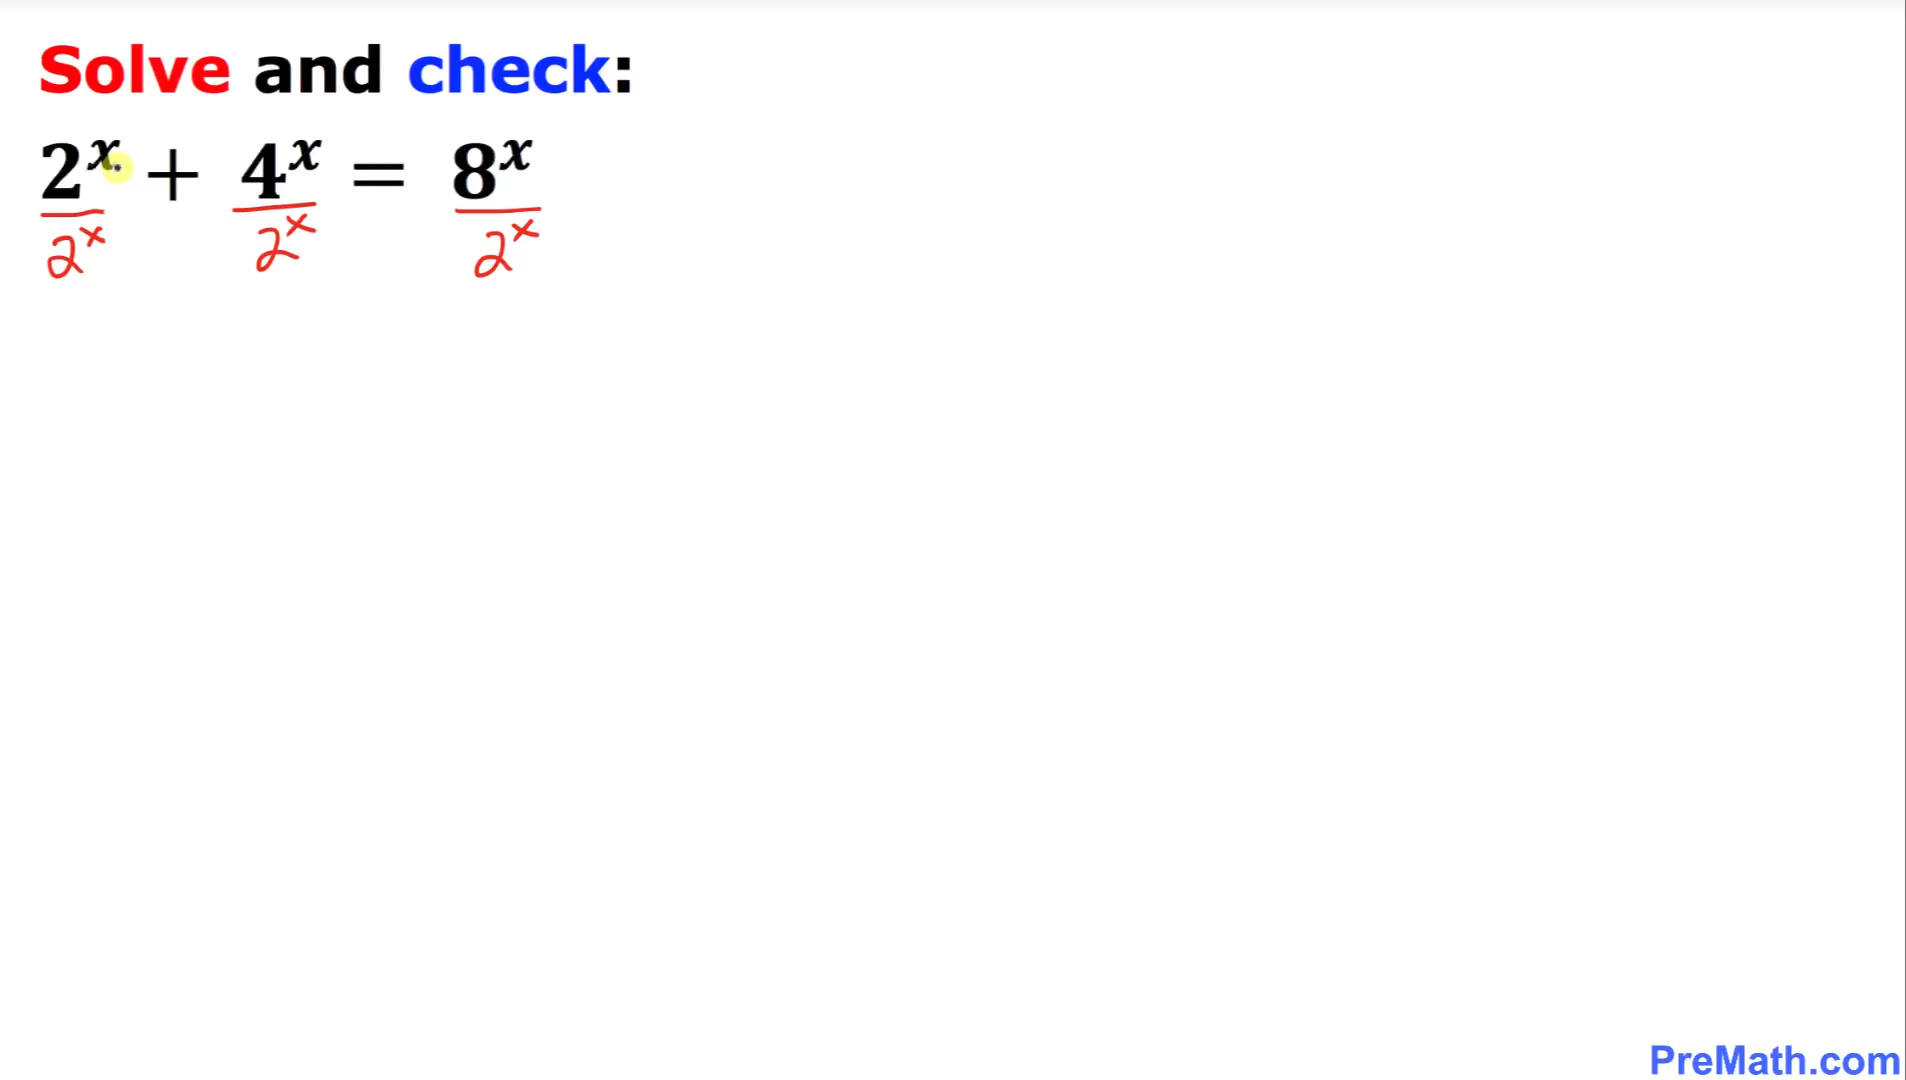 Solve and check:
2ˣ + 4ˣ = 8ˣ
2ˣ 2ˣ 2ˣ
PreMath.com